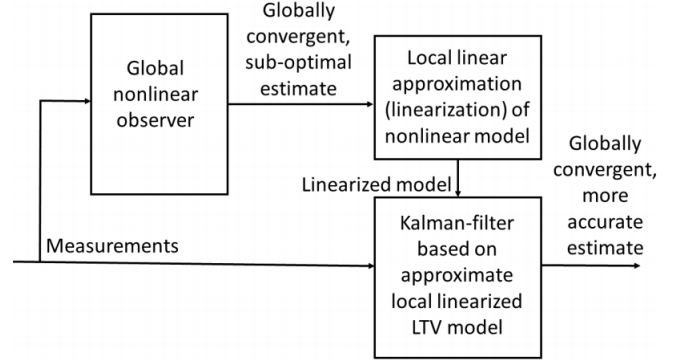 Global
nonlinear
observer
Globally
convergent,
sub-optimal
estimate
Local linear
approximation
(linearization) of
nonlinear model
Linearized model
Measurements
Kalman-filter
based on
approximate
local linearized
LTV model
Globally
convergent,
more
accurate
estimate